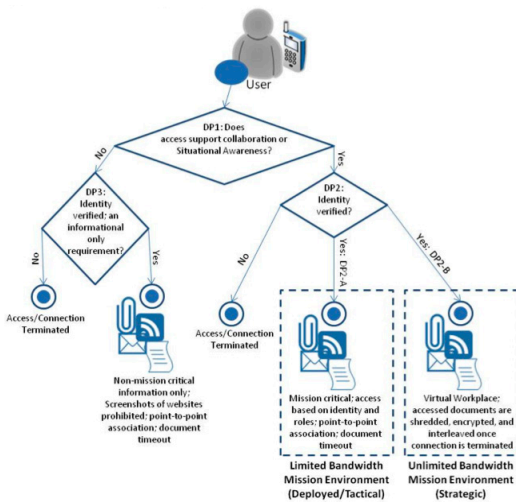 User
DP1: Does
access support collaboration or
Situational Awareness?
No
Yes
DP3:
Identity
verified; an
informational
only
requirement?
DP2:
Identity
verified?
No
Yes
No
Yes: DP2-A
Yes: DP2-B
Access/Connection
Terminated
Non-mission critical
information only;
Screenshots of websites
prohibited; point-to-point
association; document
timeout
Access/Connection
Terminated
Mission critical; access
based on identity and
roles; point-to-point
association; document
timeout
Virtual Workplace;
accessed documents are
shredded, encrypted, and
interleaved once
connection is terminated
Limited Bandwidth
Mission Environment
(Deployed/Tactical)
Unlimited Bandwidth
Mission Environment
(Strategic)